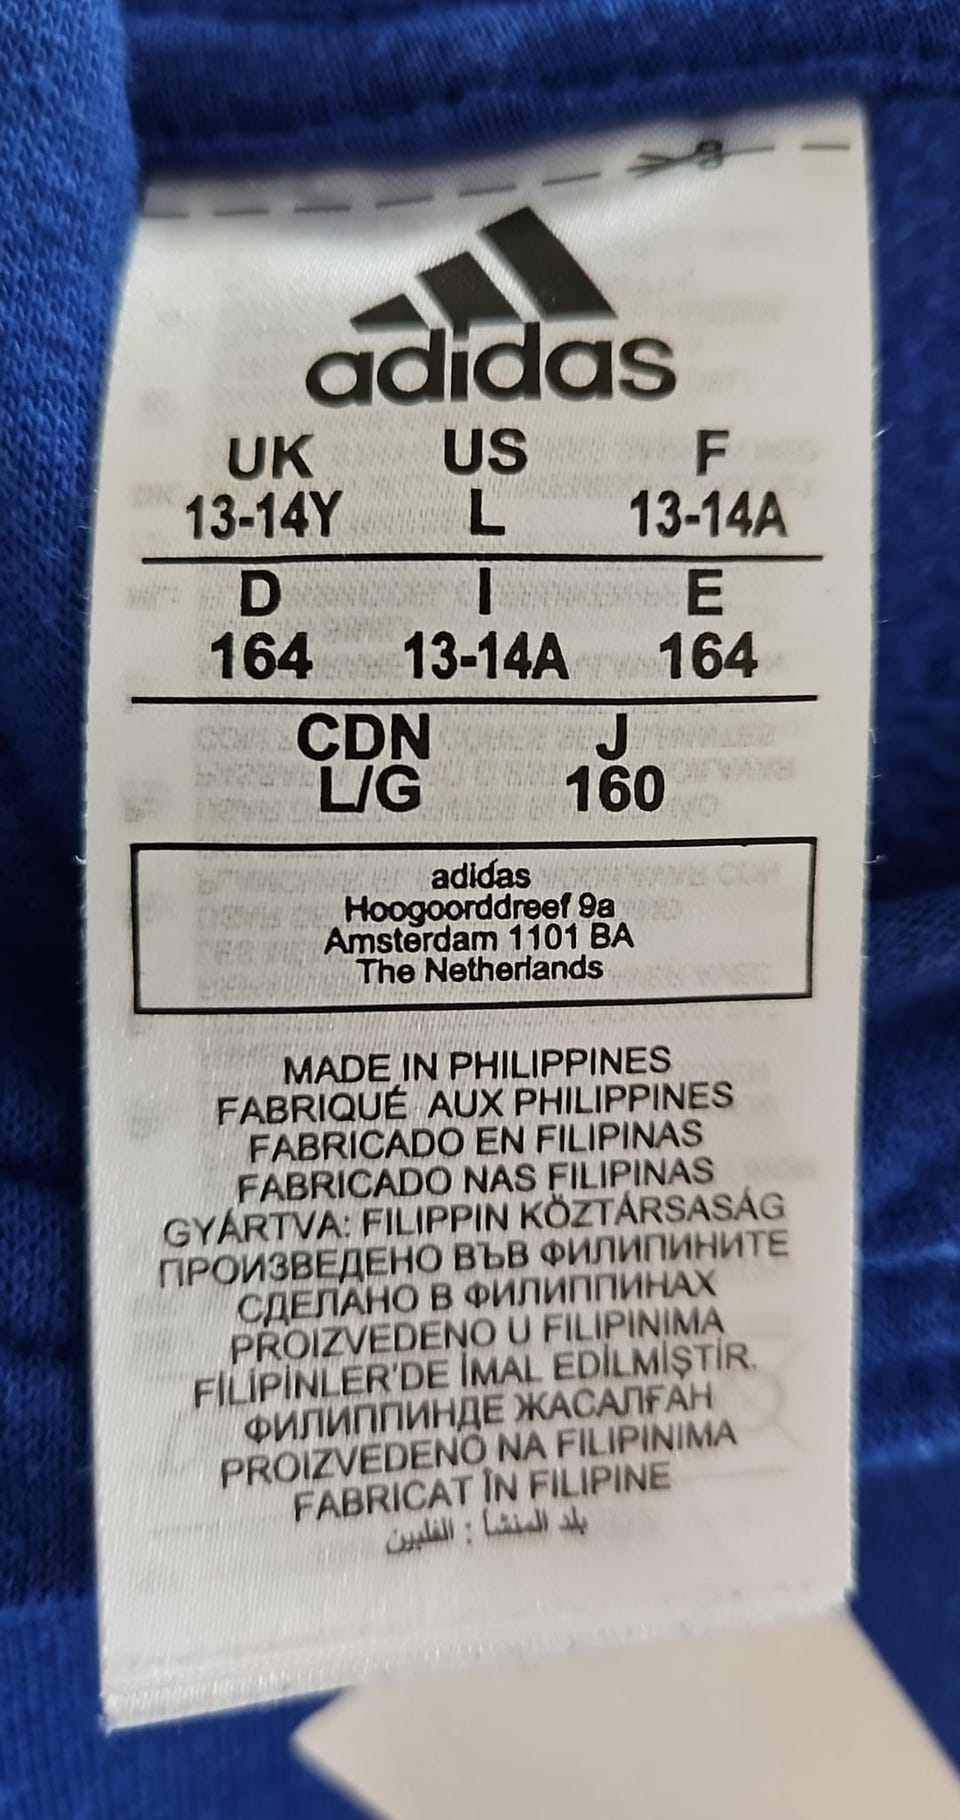 adidas
UK US F
13-14Y L 13-14A
D I E
164 13-14A 164
CDN J
L/G 160
adidas
Hoogoorddreef 9a
Amsterdam 1101 BA
The Netherlands
MADE IN PHILIPPINES
FABRIQUÉ AUX PHILIPPINES
FABRICADO EN FILIPINAS
FABRICADO NAS FILIPINAS
GYÁRTVA: FILIPPIN KÖZTÁRSASÁG
ПРОИЗВЕДЕНО ВЪВ ФИЛИПИНИТЕ
СДЕЛАНО В ФИЛИППИНАХ
PROIZVEDENO U FILIPINIMA
FİLİPİNLER'DE İMAL EDİLMİŞTİR.
ФИЛИППИНДЕ ЖАСАЛҒАН
PROIZVEDENO NA FILIPINIMA
FABRICAT ÎN FILIPINE
بلد المنشأ : الفلبين